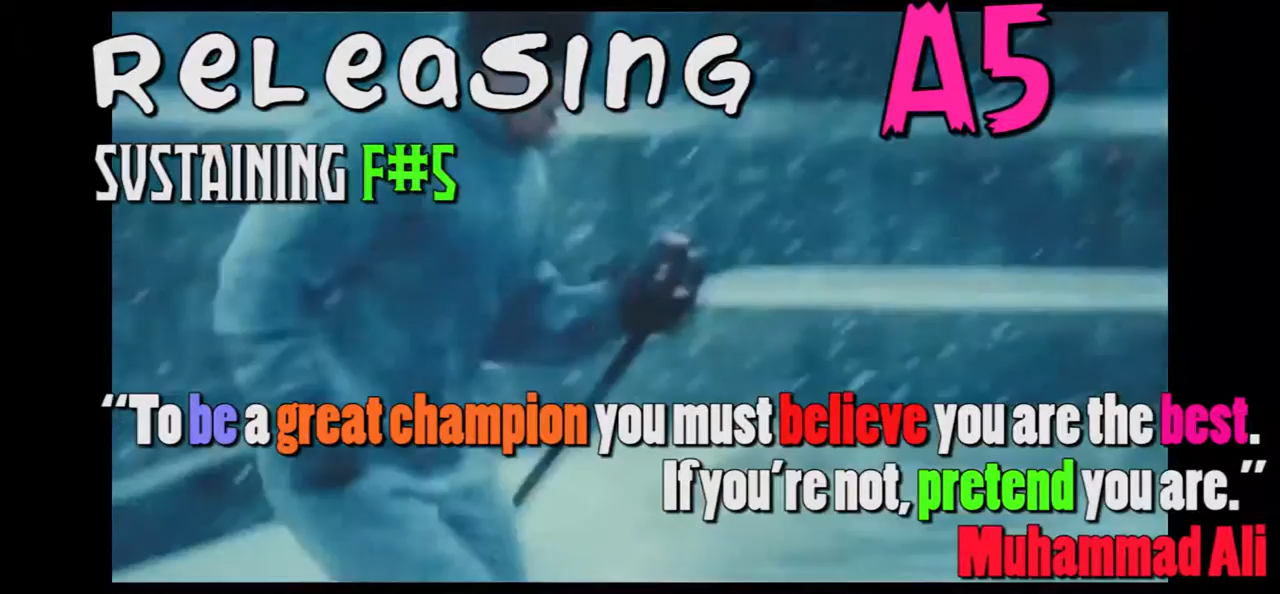 Releasing A5
SUSTAINING F#5
“To be a great champion you must believe you are the best.
If you’re not, pretend you are.”
Muhammad Ali